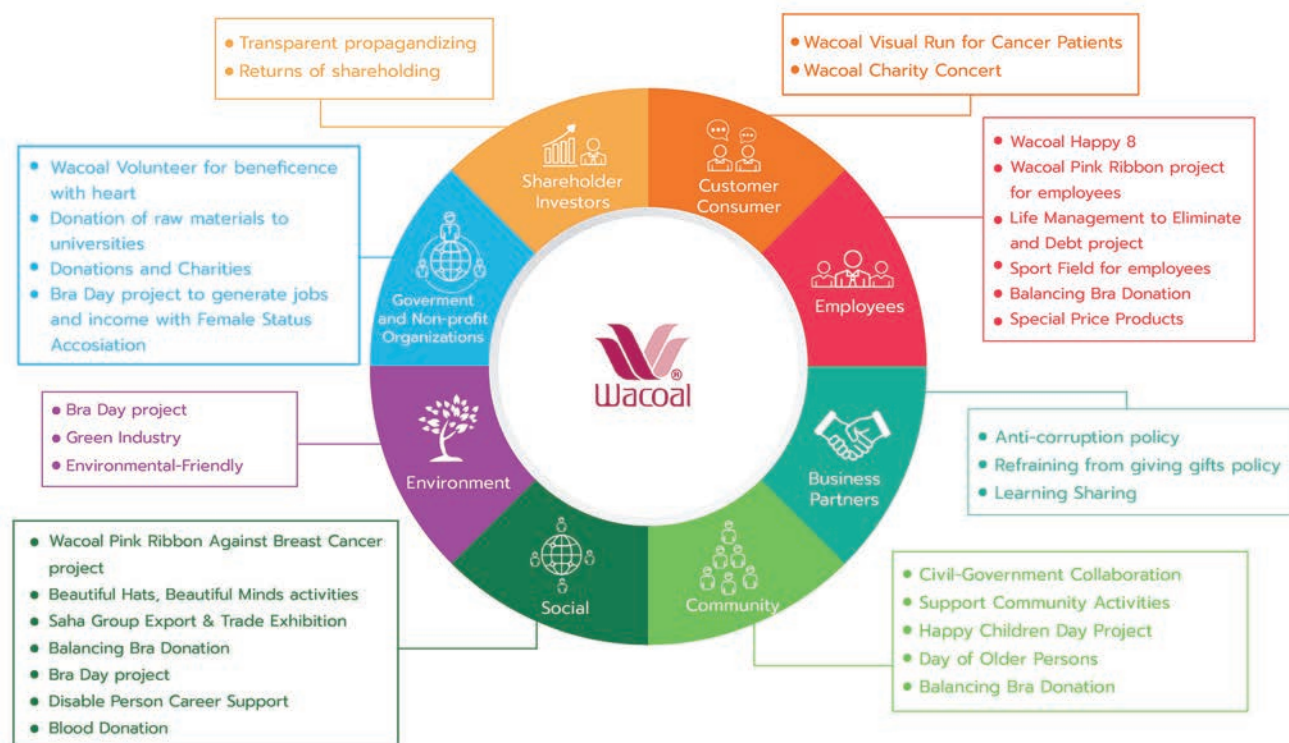 • Transparent propagandizing
• Returns of shareholding
• Wacoal Visual Run for Cancer Patients
• Wacoal Charity Concert
Shareholder
Investors
Customer
Consumer
• Wacoal Volunteer for beneficence
with heart
• Donation of raw materials to
universities
• Donations and Charities
• Bra Day project to generate jobs
and income with Female Status
Accosiation
Goverment
and Non-profit
Organizations
Employees
• Wacoal Happy 8
• Wacoal Pink Ribbon project
for employees
• Life Management to Eliminate
and Debt project
• Sport Field for employees
• Balancing Bra Donation
• Special Price Products
Wacoal®
• Bra Day project
• Green Industry
• Environmental-Friendly
Environment
Business
Partners
• Anti-corruption policy
• Refraining from giving gifts policy
• Learning Sharing
• Wacoal Pink Ribbon Against Breast Cancer
project
• Beautiful Hats, Beautiful Minds activities
• Saha Group Export & Trade Exhibition
• Balancing Bra Donation
• Bra Day project
• Disable Person Career Support
• Blood Donation
Social
Community
• Civil-Government Collaboration
• Support Community Activities
• Happy Children Day Project
• Day of Older Persons
• Balancing Bra Donation